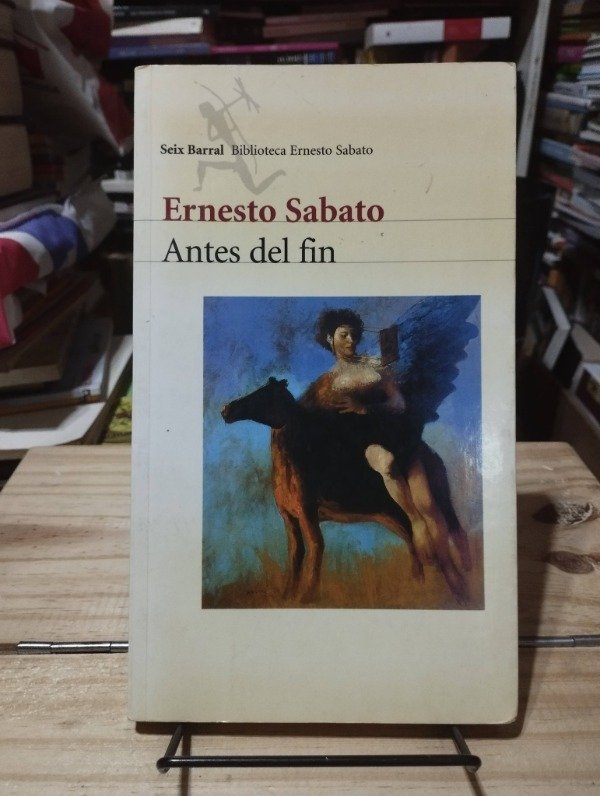 Seix Barral Biblioteca Ernesto Sabato
Ernesto Sabato
Antes del fin